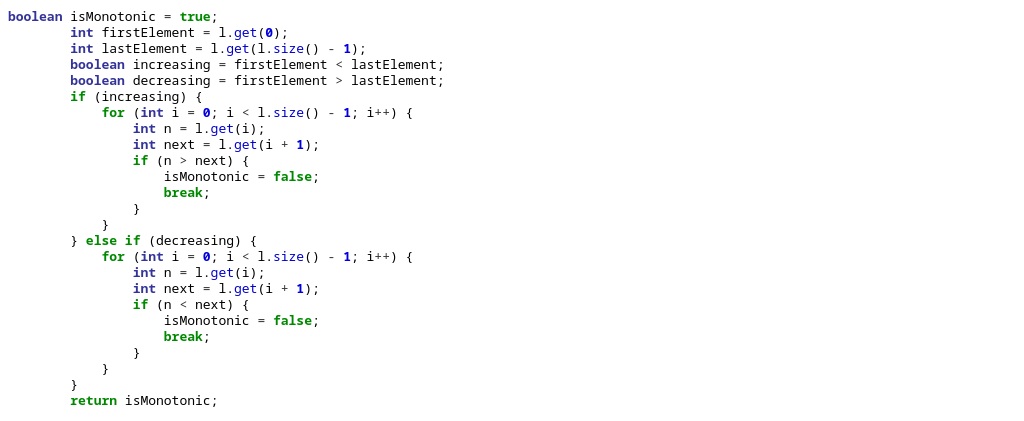 boolean isMonotonic = true;
        int firstElement = l.get(0);
        int lastElement = l.get(l.size() - 1);
        boolean increasing = firstElement < lastElement;
        boolean decreasing = firstElement > lastElement;
        if (increasing) {
            for (int i = 0; i < l.size() - 1; i++) {
                int n = l.get(i);
                int next = l.get(i + 1);
                if (n > next) {
                    isMonotonic = false;
                    break;
                }
            }
        } else if (decreasing) {
            for (int i = 0; i < l.size() - 1; i++) {
                int n = l.get(i);
                int next = l.get(i + 1);
                if (n < next) {
                    isMonotonic = false;
                    break;
                }
            }
        }
        return isMonotonic;